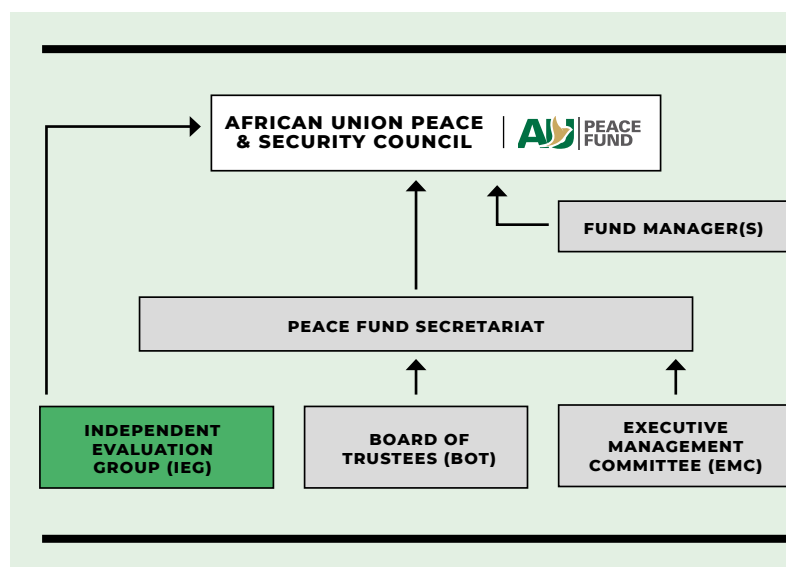 AFRICAN UNION PEACE
& SECURITY COUNCIL
AU PEACE
FUND
FUND MANAGER(S)
PEACE FUND SECRETARIAT
INDEPENDENT
EVALUATION
GROUP (IEG)
BOARD OF
TRUSTEES (BOT)
EXECUTIVE
MANAGEMENT
COMMITTEE (EMC)